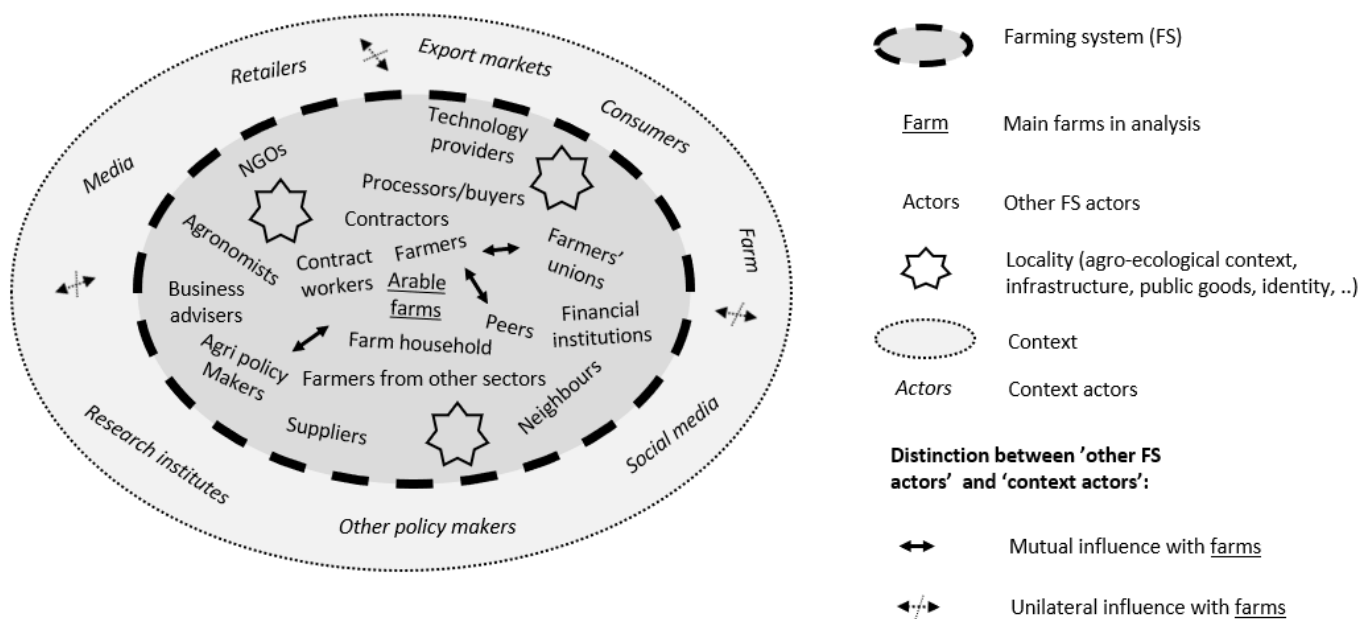 Export markets
Retailers
Consumers
Media
Farm
Technology
providers
NGOs
Processors/buyers
Contractors
Agronomists
Farmers
Farmers'
unions
Contract
workers
Arable
farms
Business
advisers
Peers
Financial
institutions
Agri policy
Makers
Farm household
Farmers from other sectors
Neighbours
Suppliers
Research institutes
Social media
Other policy makers
Farming system (FS)
Farm
Main farms in analysis
Actors
Other FS actors
Locality (agro-ecological context,
infrastructure, public goods, identity, ..)
Context
Actors
Context actors
Distinction between 'other FS
actors' and 'context actors':
Mutual influence with farms
Unilateral influence with farms